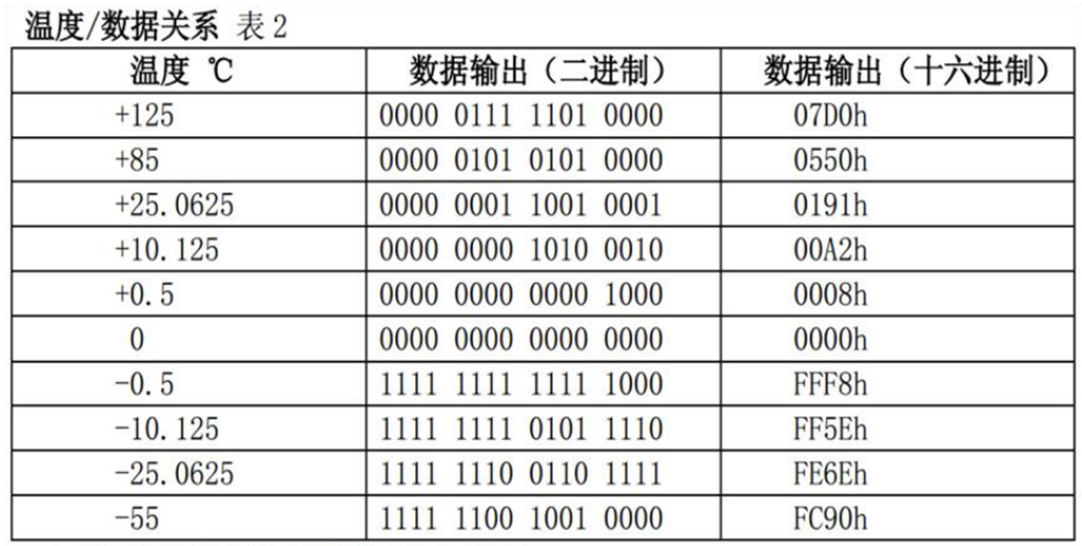 温度/数据关系 表2
温度 ℃ 数据输出（二进制） 数据输出（十六进制）
+125 0000 0111 1101 0000 07D0h
+85 0000 0101 0101 0000 0550h
+25.0625 0000 0001 1001 0001 0191h
+10.125 0000 0000 1010 0010 00A2h
+0.5 0000 0000 0000 1000 0008h
0 0000 0000 0000 0000 0000h
-0.5 1111 1111 1111 1000 FFF8h
-10.125 1111 1111 0101 1110 FF5Eh
-25.0625 1111 1110 0110 1111 FE6Eh
-55 1111 1100 1001 0000 FC90h